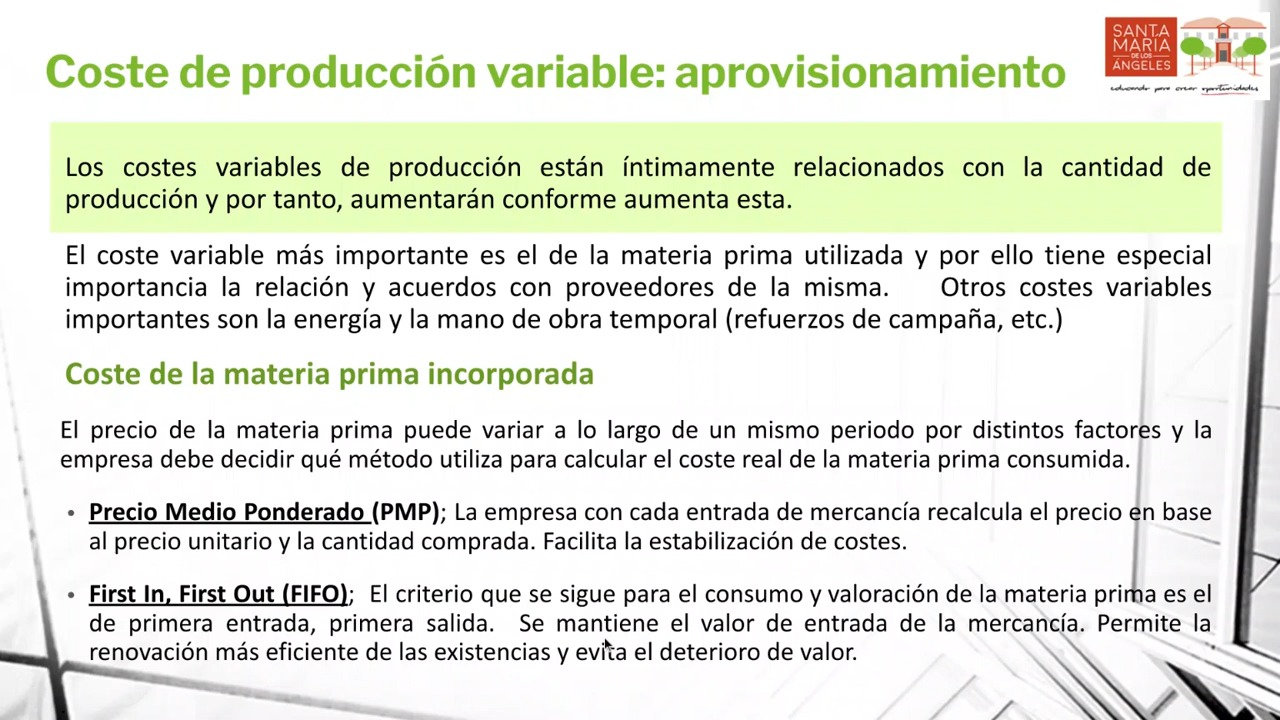 SANTA
MARIA
DE LOS
ÁNGELES
educando para crear oportunidades
Coste de producción variable: aprovisionamiento
Los costes variables de producción están íntimamente relacionados con la cantidad de
producción y por tanto, aumentarán conforme aumenta esta.
El coste variable más importante es el de la materia prima utilizada y por ello tiene especial
importancia la relación y acuerdos con proveedores de la misma. Otros costes variables
importantes son la energía y la mano de obra temporal (refuerzos de campaña, etc.)
Coste de la materia prima incorporada
El precio de la materia prima puede variar a lo largo de un mismo periodo por distintos factores y la
empresa debe decidir qué método utiliza para calcular el coste real de la materia prima consumida.
• Precio Medio Ponderado (PMP); La empresa con cada entrada de mercancía recalcula el precio en base
al precio unitario y la cantidad comprada. Facilita la estabilización de costes.
• First In, First Out (FIFO); El criterio que se sigue para el consumo y valoración de la materia prima es el
de primera entrada, primera salida. Se mantiene el valor de entrada de la mercancía. Permite la
renovación más eficiente de las existencias y evita el deterioro de valor.